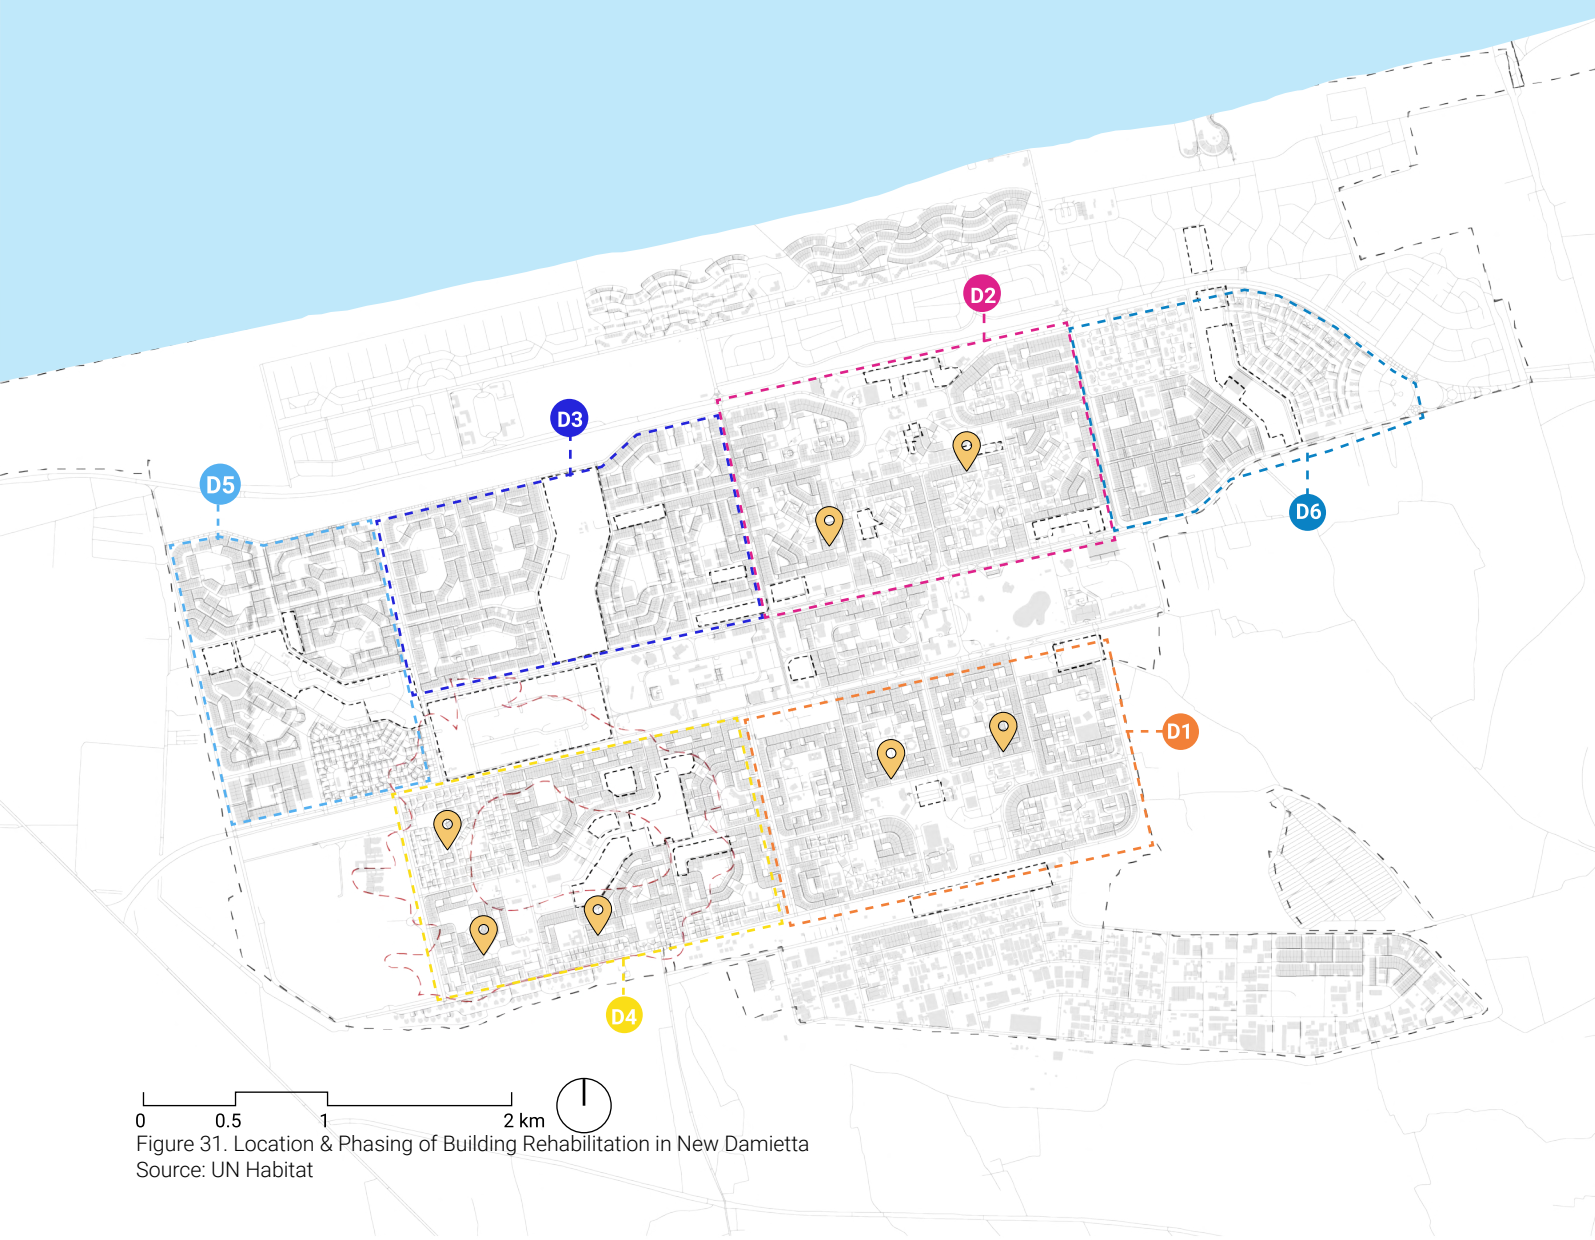 D2
D3
D5
D6
D1
D4
0 0.5 1 2 km
Figure 31. Location & Phasing of Building Rehabilitation in New Damietta
Source: UN Habitat